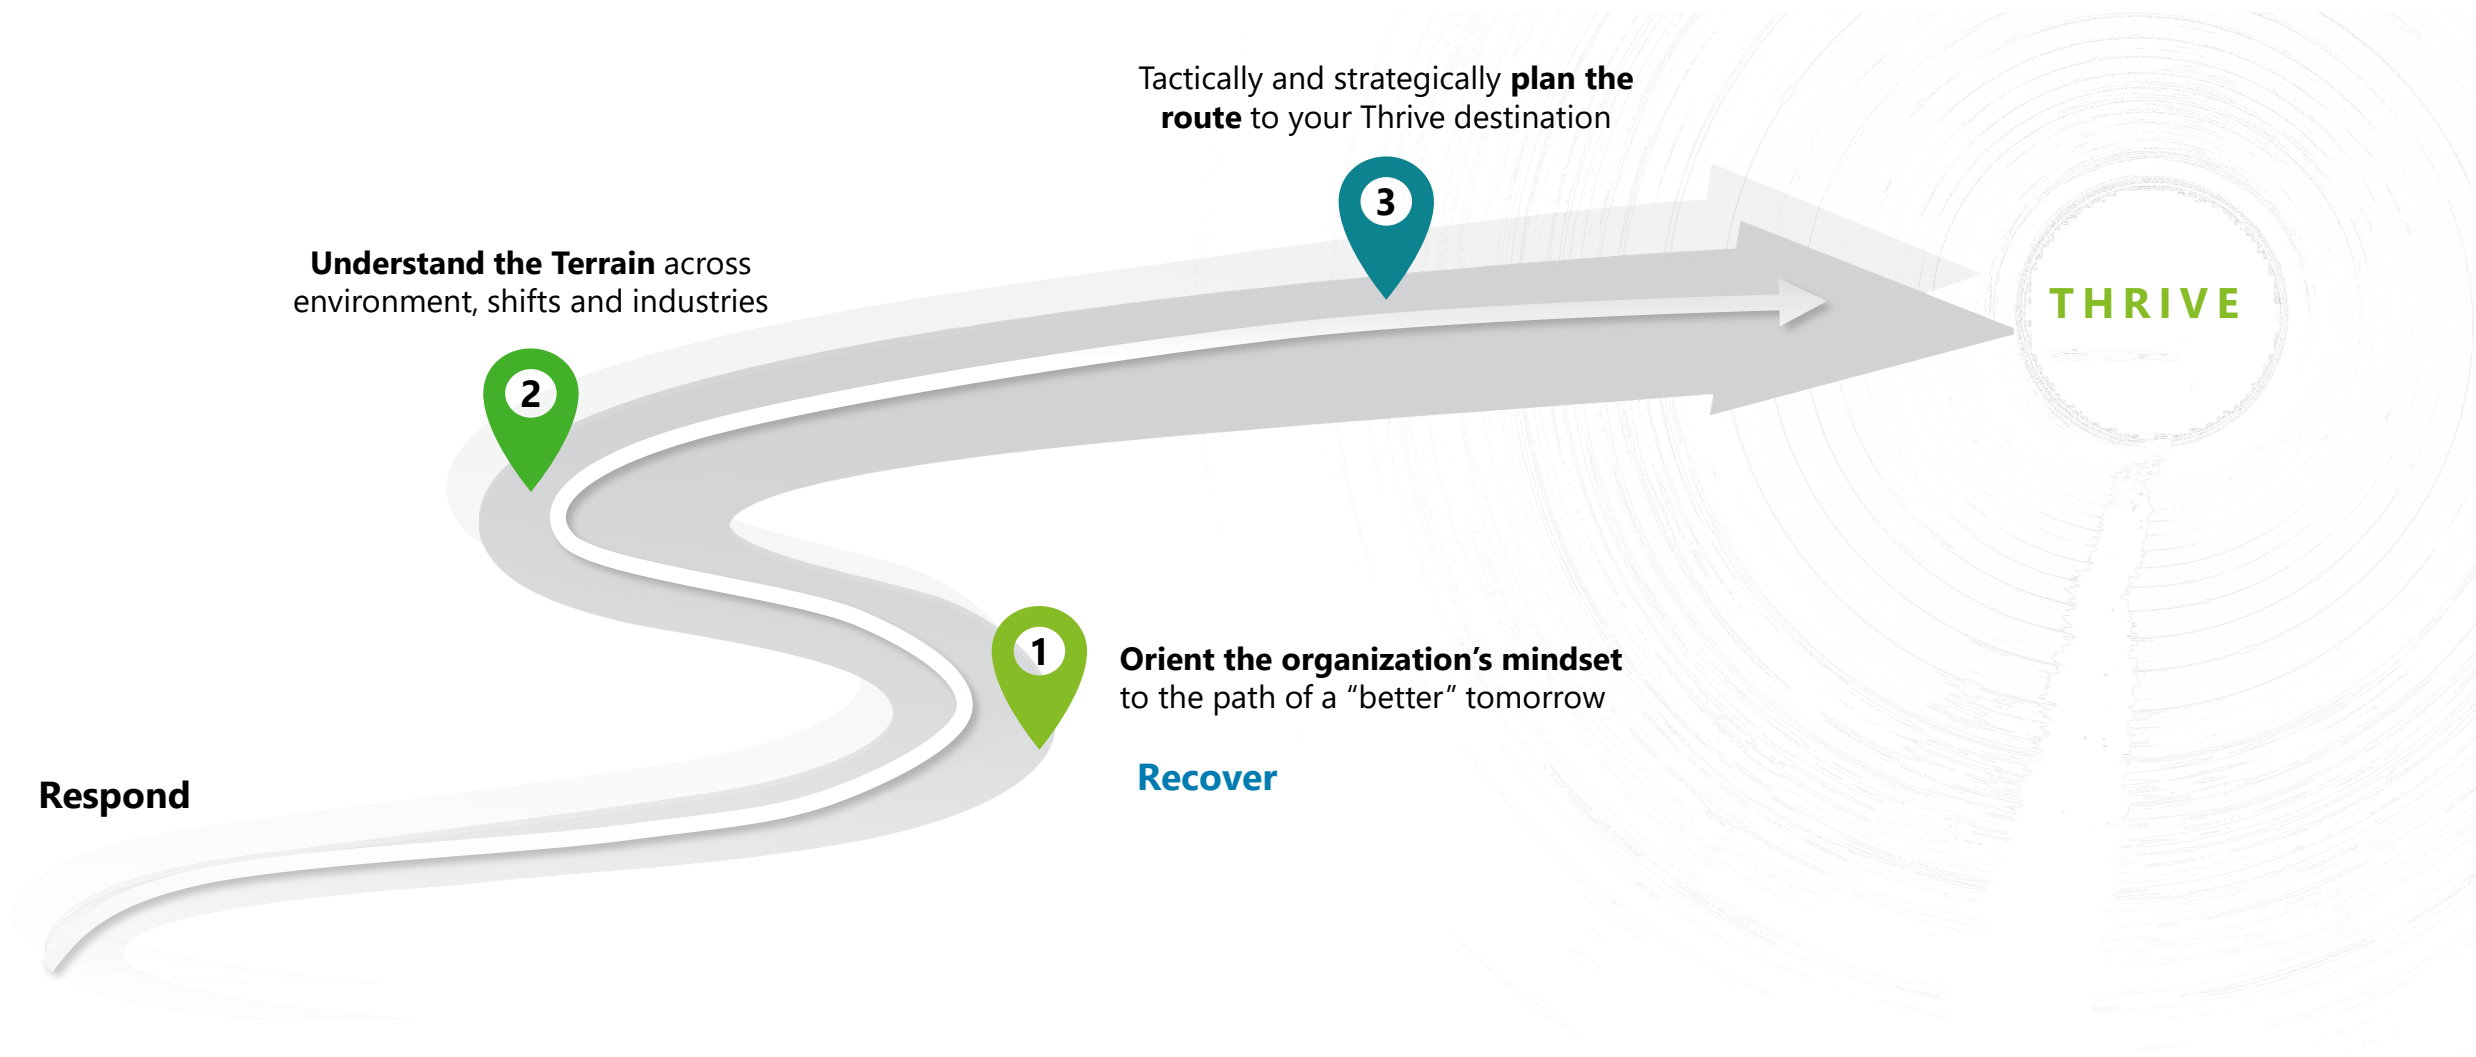 Tactically and strategically plan the
route to your Thrive destination
3
Understand the Terrain across
environment, shifts and industries
THRIVE
2
1
Orient the organization’s mindset
to the path of a “better” tomorrow
Recover
Respond